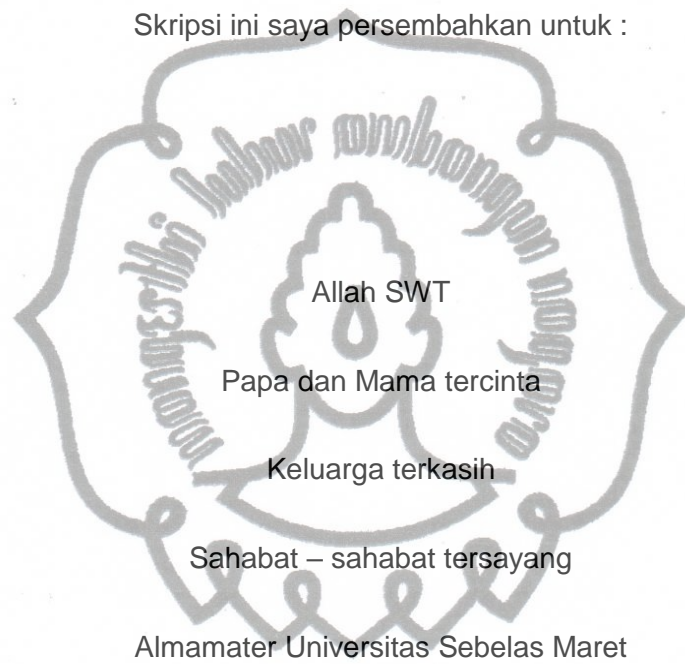 Skripsi ini saya persembahkan untuk :
Allah SWT
Papa dan Mama tercinta
Keluarga terkasih
Sahabat – sahabat tersayang
Almamater Universitas Sebelas Maret